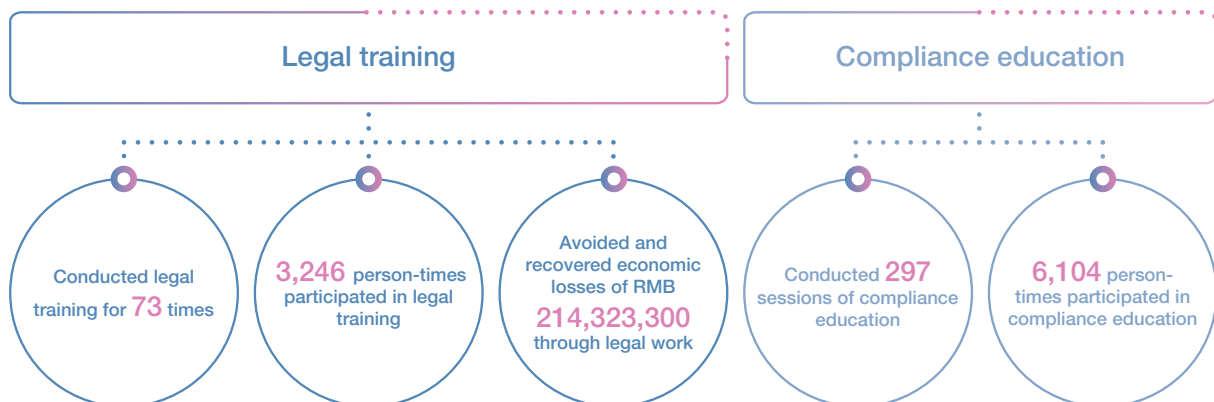 Legal training
Compliance education
Conducted legal
training for 73 times
3,246 person-times
participated in legal
training
Avoided and
recovered economic
losses of RMB
214,323,300
through legal work
Conducted 297
sessions of compliance
education
6,104 person-
times participated in
compliance education